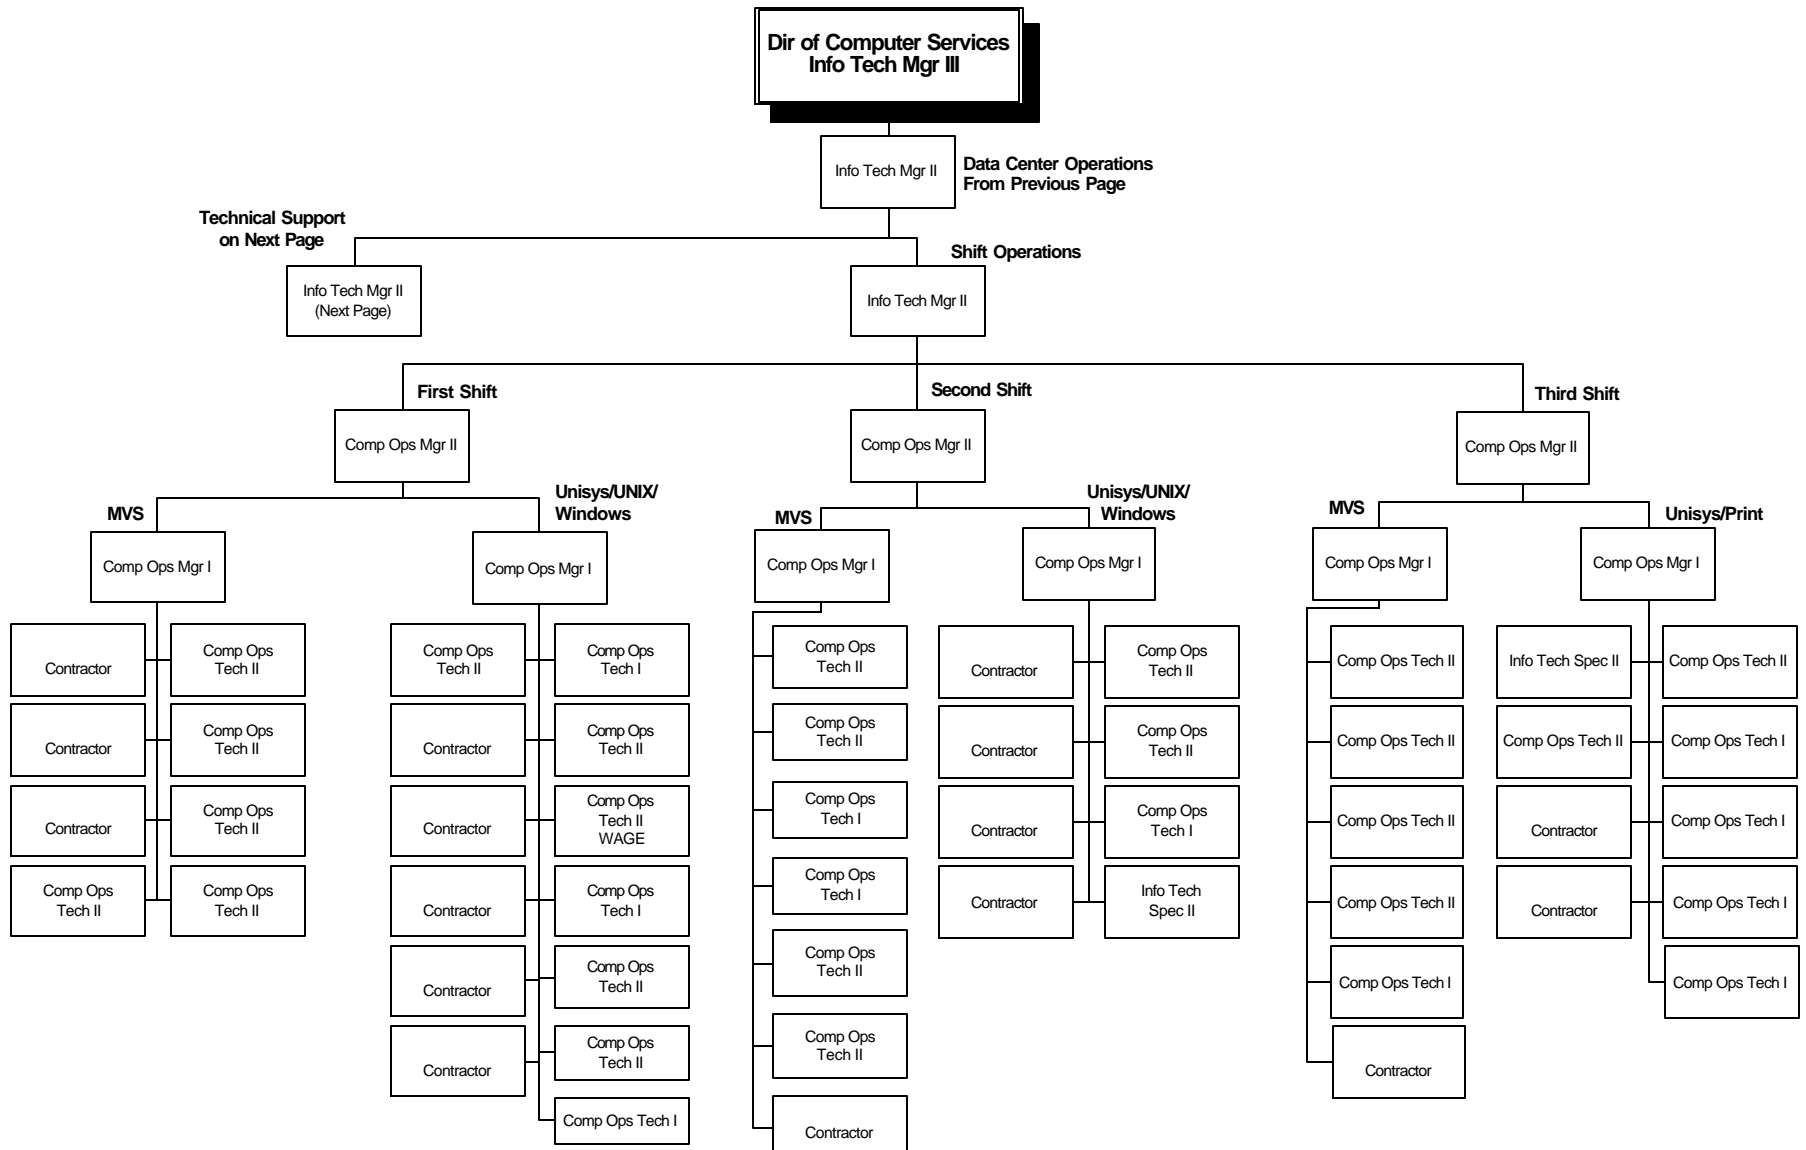 Dir of Computer Services
Info Tech Mgr III
Info Tech Mgr II
Data Center Operations
From Previous Page
Technical Support
on Next Page
Shift Operations
Info Tech Mgr II
(Next Page)
Info Tech Mgr II
First Shift
Second Shift
Third Shift
Comp Ops Mgr II
Comp Ops Mgr II
Comp Ops Mgr II
MVS
Unisys/UNIX/
Windows
MVS
Unisys/UNIX/
Windows
MVS
Unisys/Print
Comp Ops Mgr I
Comp Ops Mgr I
Comp Ops Mgr I
Comp Ops Mgr I
Comp Ops Mgr I
Comp Ops Mgr I
Contractor
Comp Ops
Tech II
Contractor
Comp Ops
Tech II
Contractor
Comp Ops
Tech II
Comp Ops
Tech II
Comp Ops
Tech II
Comp Ops
Tech II
Comp Ops
Tech I
Contractor
Comp Ops
Tech II
Contractor
Comp Ops
Tech II
WAGE
Contractor
Comp Ops
Tech I
Contractor
Comp Ops
Tech II
Contractor
Comp Ops
Tech II
Comp Ops Tech I
Comp Ops
Tech II
Comp Ops
Tech II
Comp Ops
Tech I
Comp Ops
Tech I
Comp Ops
Tech II
Comp Ops
Tech II
Contractor
Contractor
Comp Ops
Tech II
Contractor
Comp Ops
Tech II
Contractor
Comp Ops
Tech I
Contractor
Info Tech
Spec II
Comp Ops Tech II
Comp Ops Tech II
Comp Ops Tech II
Comp Ops Tech II
Comp Ops Tech I
Contractor
Info Tech Spec II
Comp Ops Tech II
Comp Ops Tech II
Comp Ops Tech I
Contractor
Comp Ops Tech I
Contractor
Comp Ops Tech I
Comp Ops Tech I